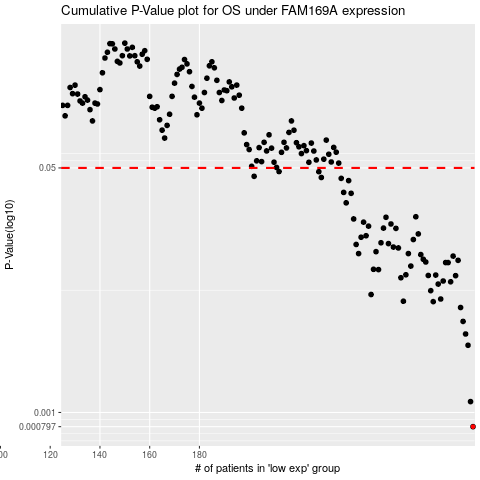 Cumulative P-Value plot for OS under FAM169A expression
P-Value(log10)
0.05
0.001
0.000797
00 120 140 160 180
# of patients in 'low exp' group